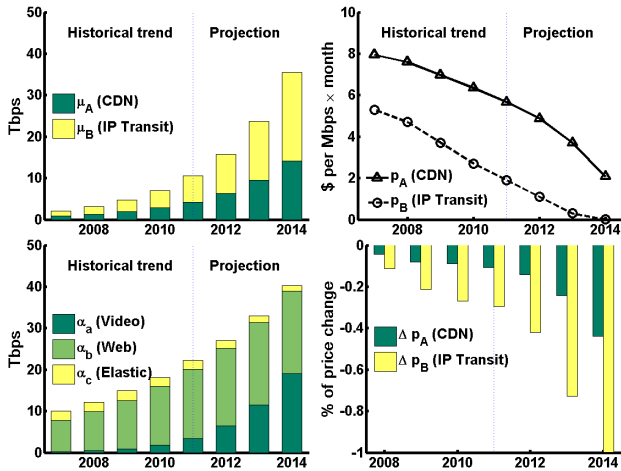 50
40
30
20
10
0
Tbps
Historical trend
Projection
μA (CDN)
μB (IP Transit)
2008
2010
2012
2014
10
8
6
4
2
0
$ per Mbps × month
Historical trend
Projection
pA (CDN)
pB (IP Transit)
2008
2010
2012
2014
50
40
30
20
10
0
Tbps
Historical trend
Projection
αa (Video)
αb (Web)
αc (Elastic)
2008
2010
2012
2014
0
-0.2
-0.4
-0.6
-0.8
-1
% of price change
Δ pA (CDN)
Δ pB (IP Transit)
2008
2010
2012
2014